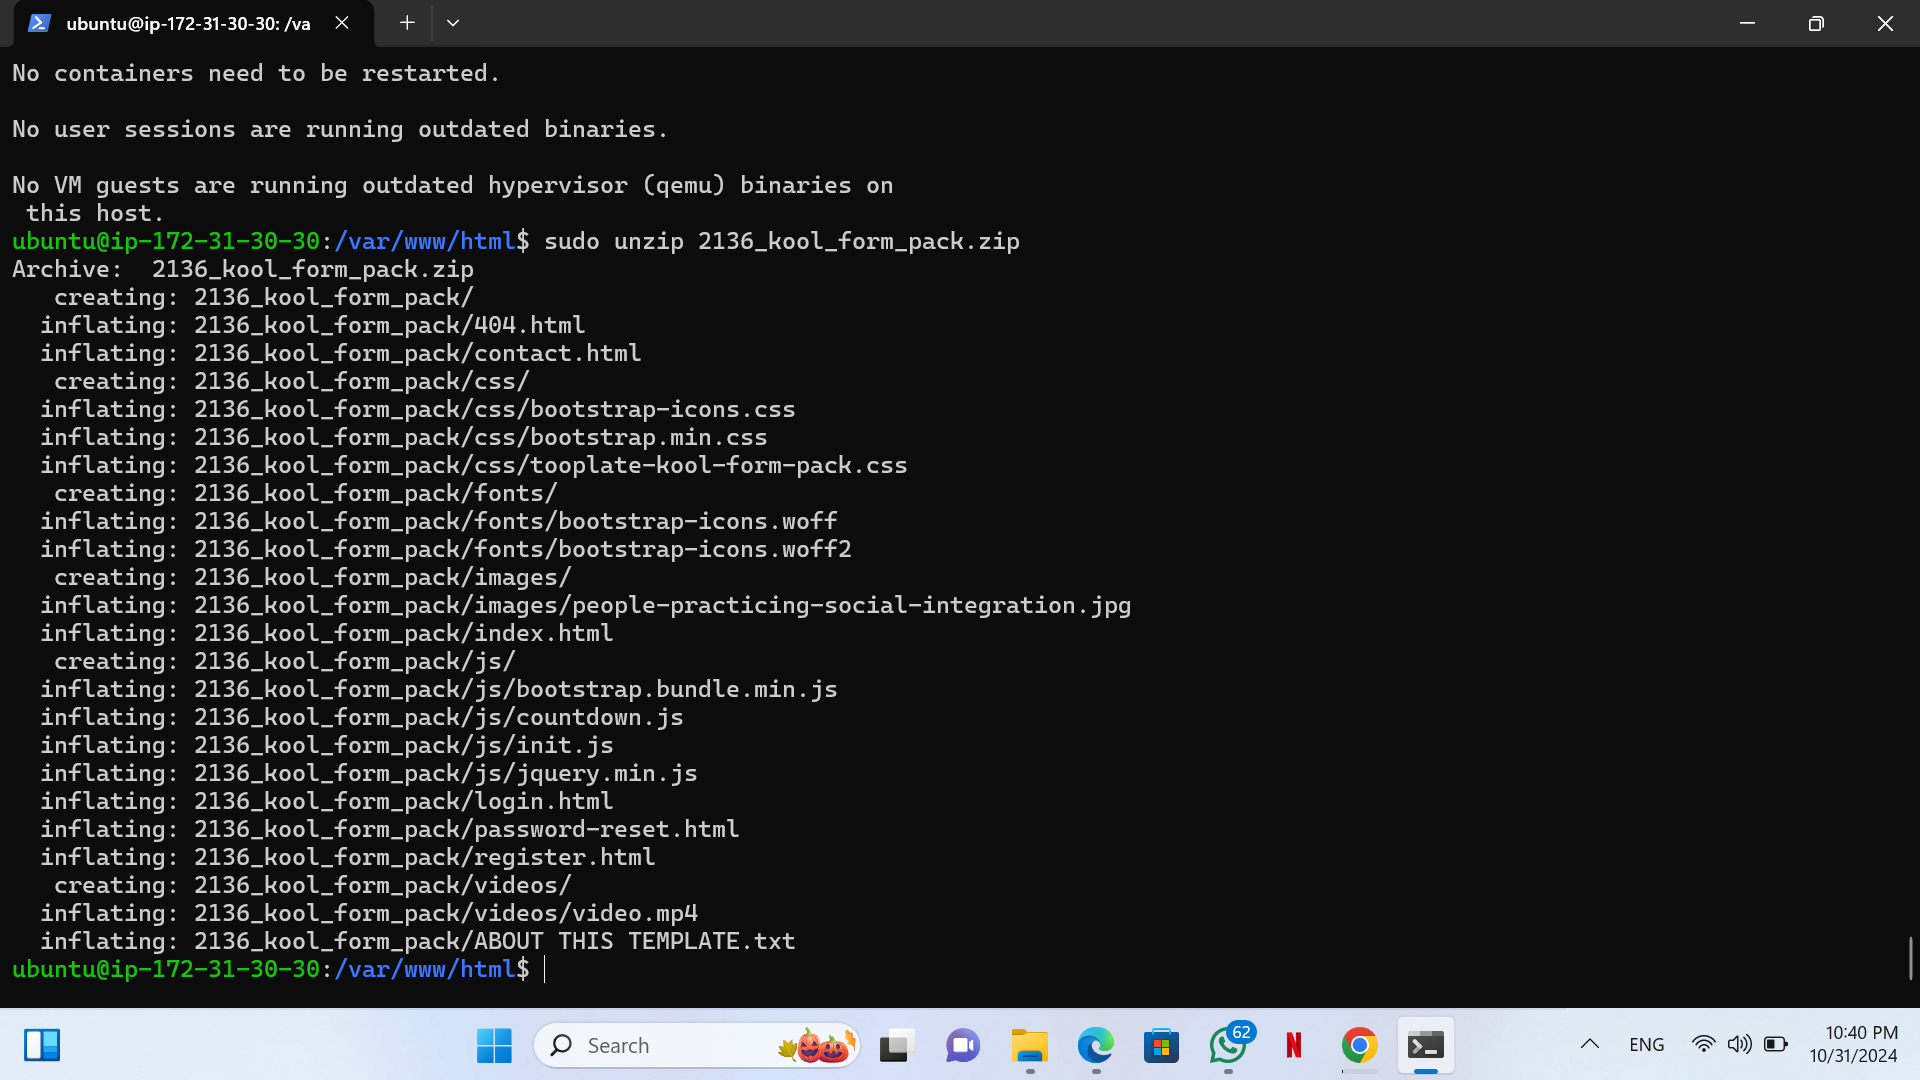 ubuntu@ip-172-31-30-30: /va
No containers need to be restarted.
No user sessions are running outdated binaries.
No VM guests are running outdated hypervisor (qemu) binaries on
 this host.
ubuntu@ip-172-31-30-30:/var/www/html$ sudo unzip 2136_kool_form_pack.zip
Archive:  2136_kool_form_pack.zip
   creating: 2136_kool_form_pack/
  inflating: 2136_kool_form_pack/404.html
  inflating: 2136_kool_form_pack/contact.html
   creating: 2136_kool_form_pack/css/
  inflating: 2136_kool_form_pack/css/bootstrap-icons.css
  inflating: 2136_kool_form_pack/css/bootstrap.min.css
  inflating: 2136_kool_form_pack/css/tooplate-kool-form-pack.css
   creating: 2136_kool_form_pack/fonts/
  inflating: 2136_kool_form_pack/fonts/bootstrap-icons.woff
  inflating: 2136_kool_form_pack/fonts/bootstrap-icons.woff2
   creating: 2136_kool_form_pack/images/
  inflating: 2136_kool_form_pack/images/people-practicing-social-integration.jpg
  inflating: 2136_kool_form_pack/index.html
   creating: 2136_kool_form_pack/js/
  inflating: 2136_kool_form_pack/js/bootstrap.bundle.min.js
  inflating: 2136_kool_form_pack/js/countdown.js
  inflating: 2136_kool_form_pack/js/init.js
  inflating: 2136_kool_form_pack/js/jquery.min.js
  inflating: 2136_kool_form_pack/login.html
  inflating: 2136_kool_form_pack/password-reset.html
  inflating: 2136_kool_form_pack/register.html
   creating: 2136_kool_form_pack/videos/
  inflating: 2136_kool_form_pack/videos/video.mp4
  inflating: 2136_kool_form_pack/ABOUT THIS TEMPLATE.txt
ubuntu@ip-172-31-30-30:/var/www/html$
Search
62
N
ENG
10:40 PM
10/31/2024